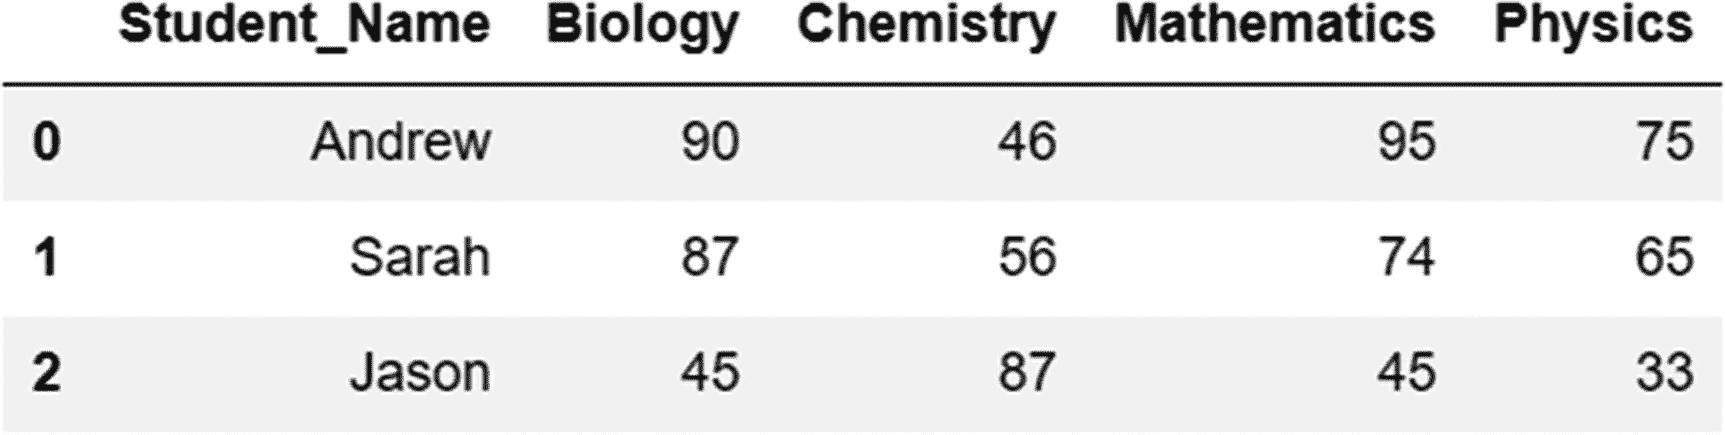 Student_Name Biology Chemistry Mathematics Physics
0 Andrew 90 46 95 75
1 Sarah 87 56 74 65
2 Jason 45 87 45 33